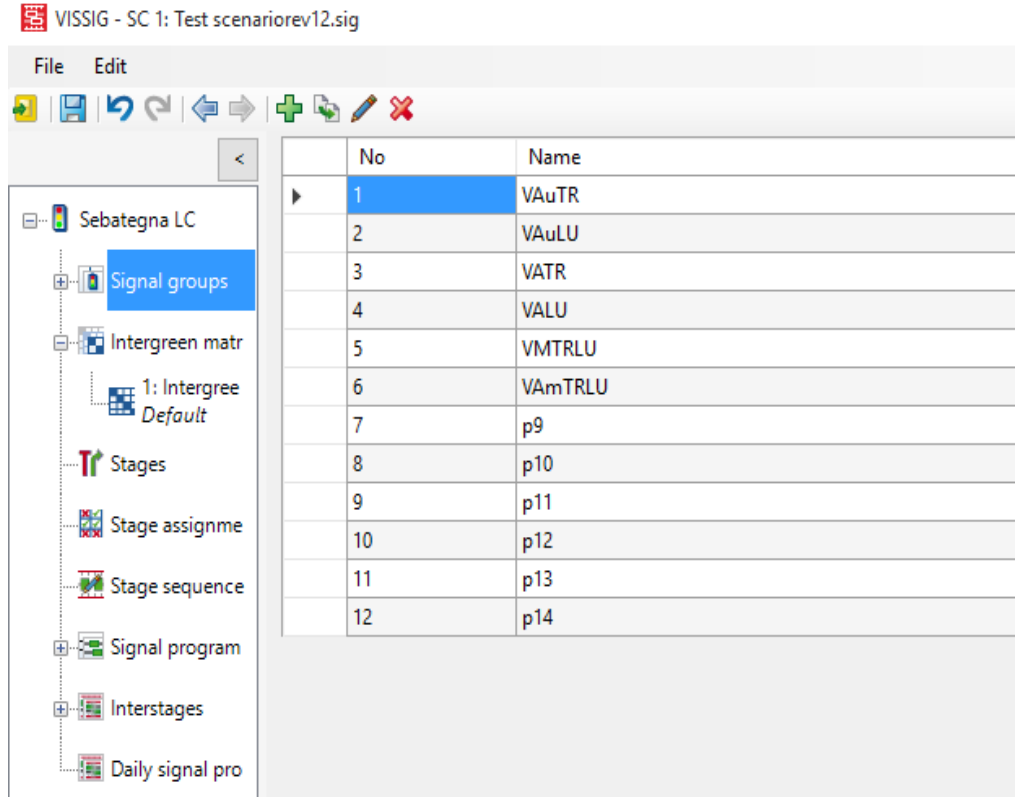 VISSIG - SC 1: Test scenariorev12.sig
File Edit
<
No Name
Sebategna LC
Signal groups
Intergreen matr
1: Intergree
Default
Stages
Stage assignme
Stage sequence
Signal program
Interstages
Daily signal pro
1 VAuTR
2 VAuLU
3 VATR
4 VALU
5 VMTRLU
6 VAmTRLU
7 p9
8 p10
9 p11
10 p12
11 p13
12 p14